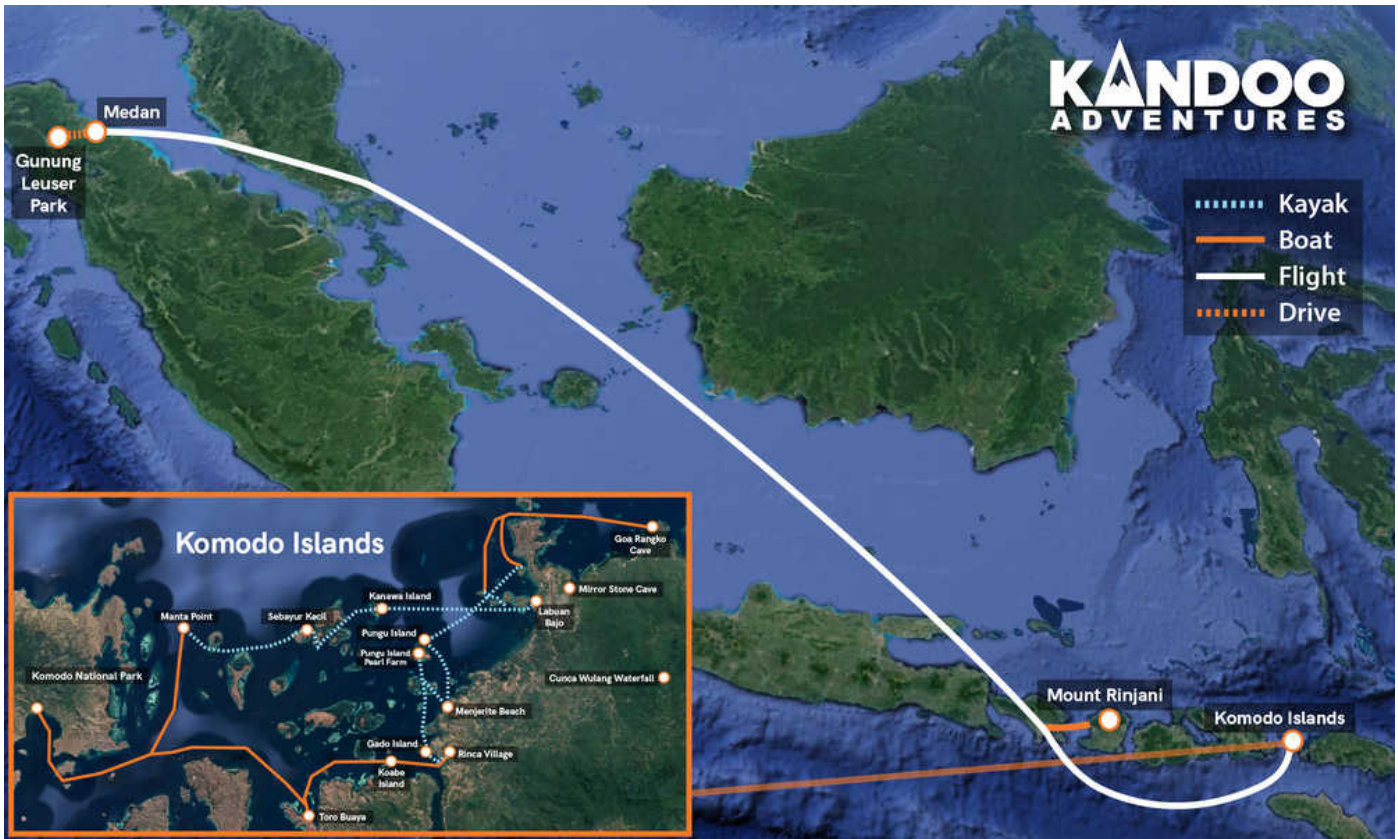 KANDOO
ADVENTURES
Medan
Gunung
Leuser
Park
Kayak
Boat
Flight
Drive
Mount Rinjani
Komodo Islands
Komodo Islands
Goa Rangko
Cave
Mirror Stone Cave
Labuan
Bajo
Kanawa Island
Sebayur Kecil
Manta Point
Pungu Island
Pungu Island
Pearl Farm
Komodo National Park
Cunca Wulang Waterfall
Menjerite Beach
Gado Island
Rinca Village
Koabe
Island
Toro Buaya